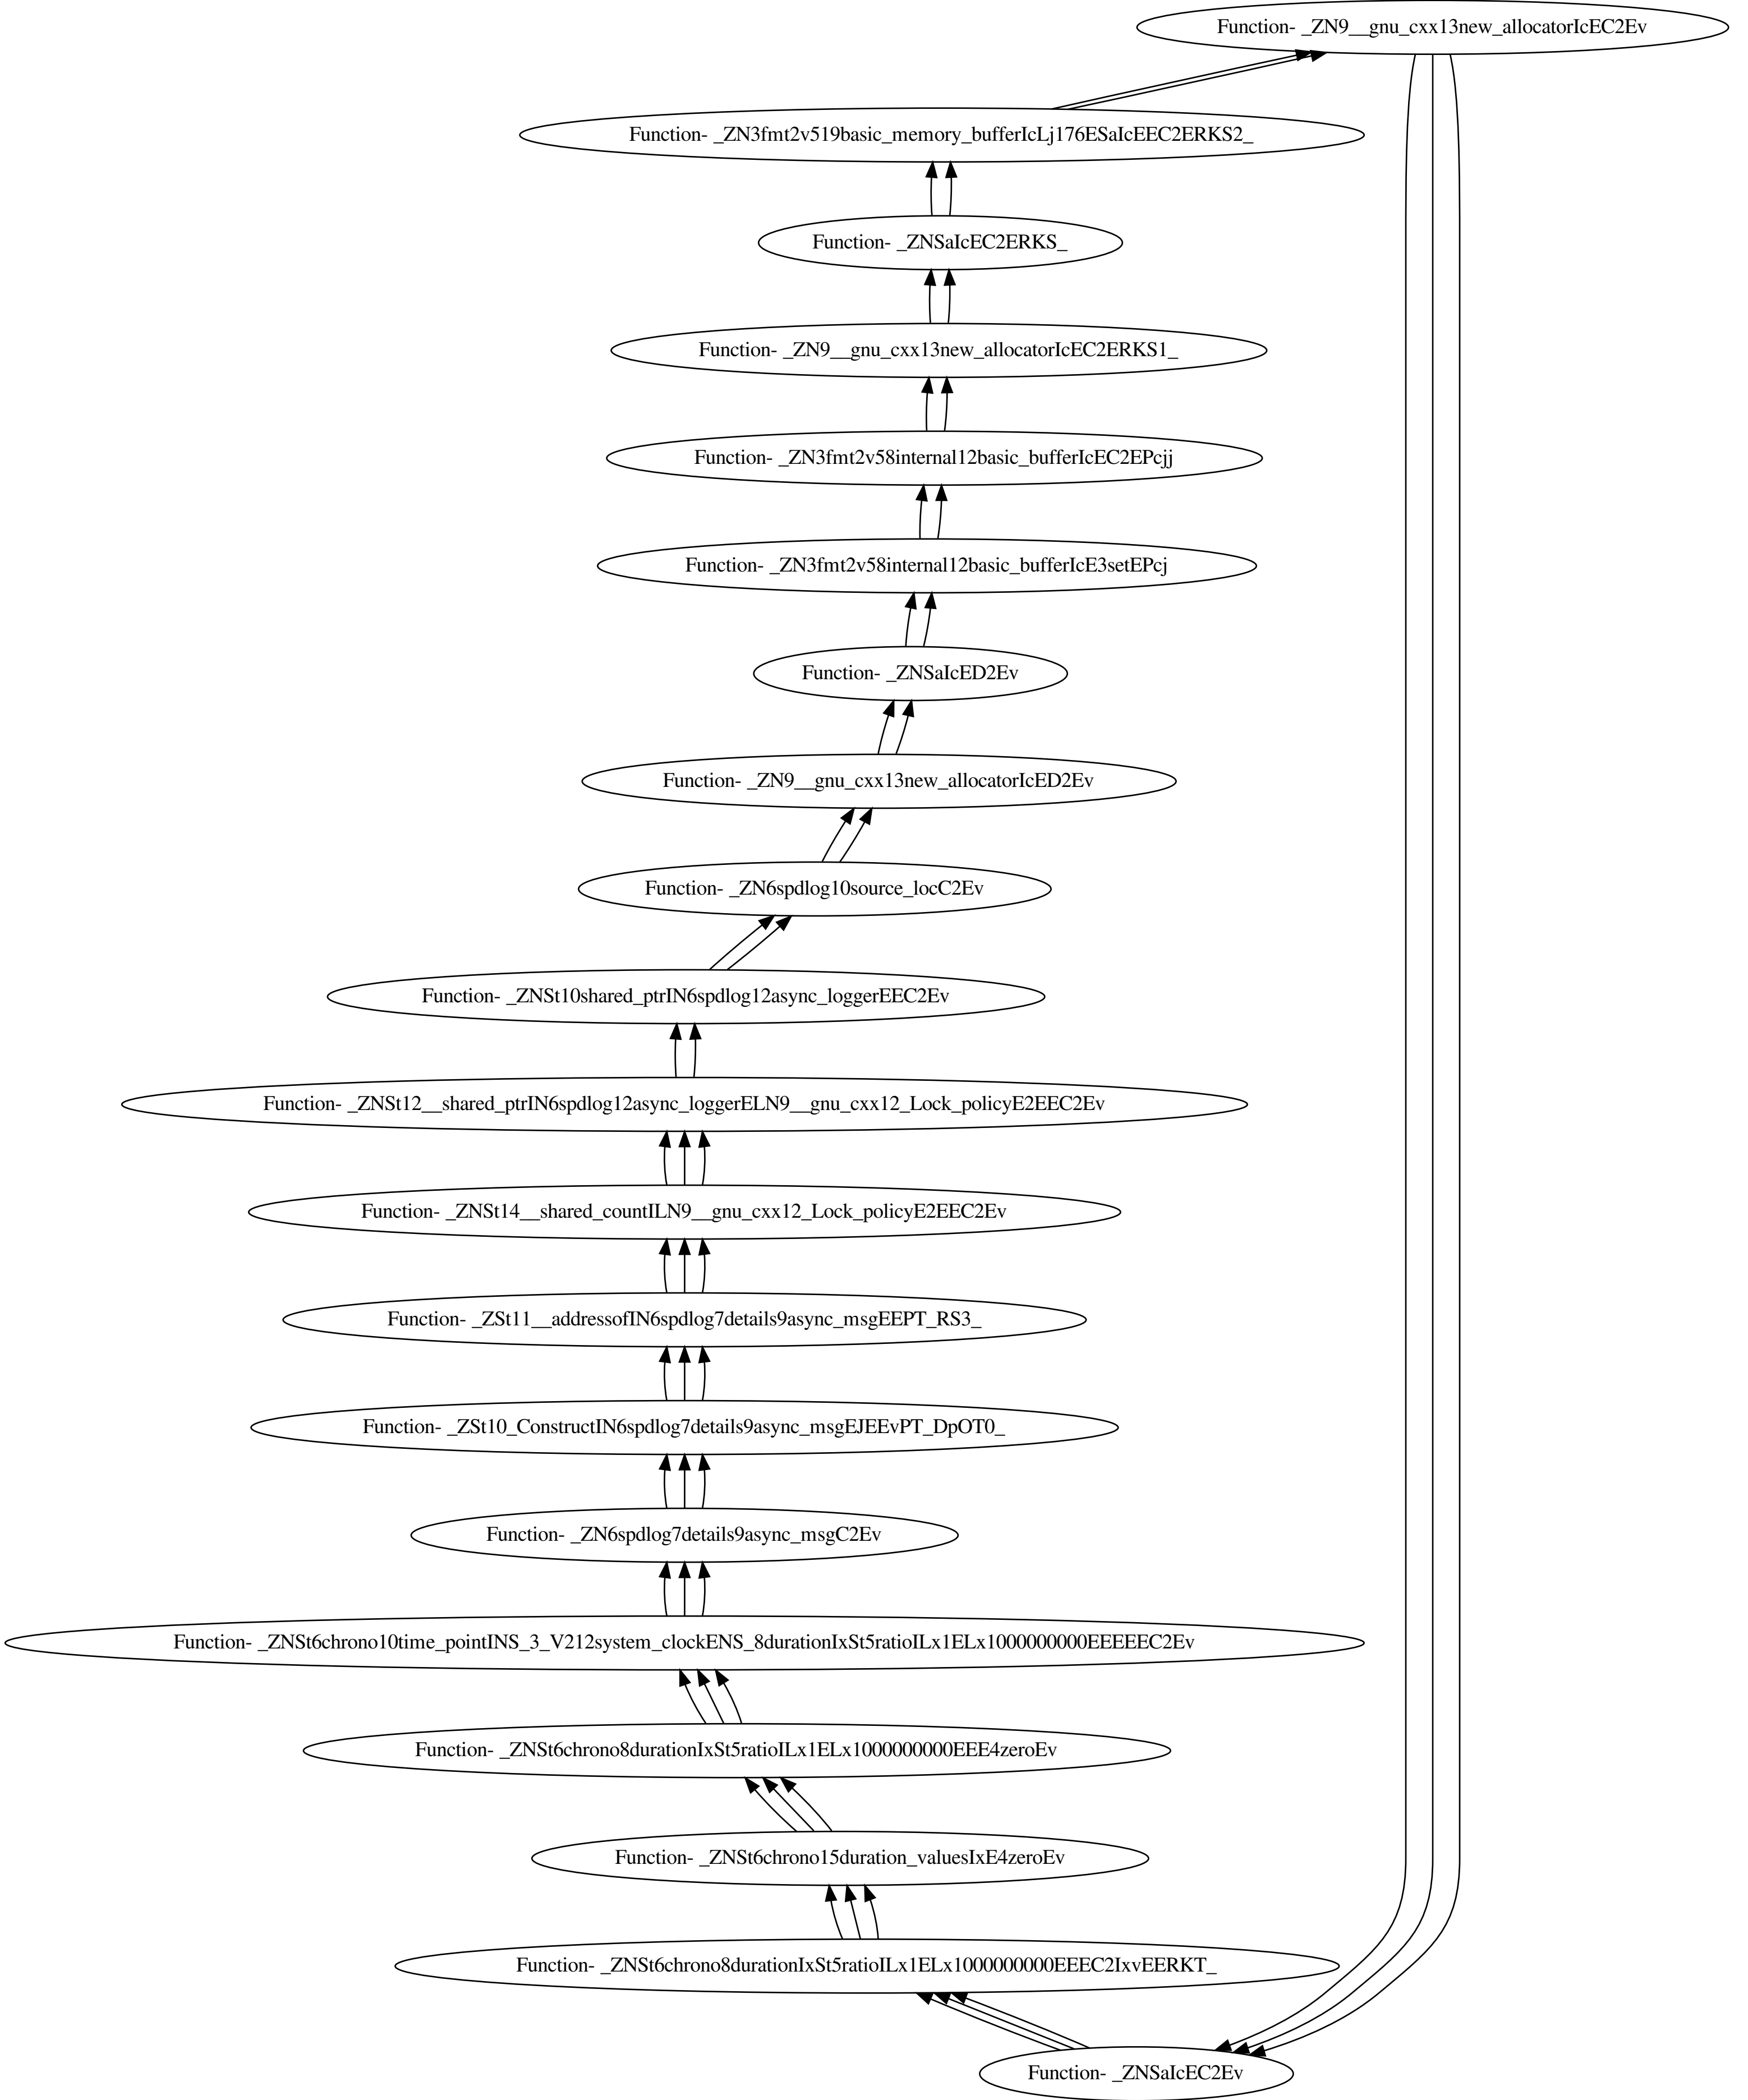 Function- _ZN9__gnu_cxx13new_allocatorIcEC2Ev
Function- _ZN3fmt2v519basic_memory_bufferIcLj176ESaIcEEC2ERKS2_
Function- _ZNSaIcEC2ERKS_
Function- _ZN9__gnu_cxx13new_allocatorIcEC2ERKS1_
Function- _ZN3fmt2v58internal12basic_bufferIcEC2EPcjj
Function- _ZN3fmt2v58internal12basic_bufferIcE3setEPcj
Function- _ZNSaIcED2Ev
Function- _ZN9__gnu_cxx13new_allocatorIcED2Ev
Function- _ZN6spdlog10source_locC2Ev
Function- _ZNSt10shared_ptrIN6spdlog12async_loggerEEC2Ev
Function- _ZNSt12__shared_ptrIN6spdlog12async_loggerELN9__gnu_cxx12_Lock_policyE2EEC2Ev
Function- _ZNSt14__shared_countILN9__gnu_cxx12_Lock_policyE2EEC2Ev
Function- _ZSt11__addressofIN6spdlog7details9async_msgEEPT_RS3_
Function- _ZSt10_ConstructIN6spdlog7details9async_msgEJEEvPT_DpOT0_
Function- _ZN6spdlog7details9async_msgC2Ev
Function- _ZNSt6chrono10time_pointINS_3_V212system_clockENS_8durationIxSt5ratioILx1ELx1000000000EEEEEC2Ev
Function- _ZNSt6chrono8durationIxSt5ratioILx1ELx1000000000EEE4zeroEv
Function- _ZNSt6chrono15duration_valuesIxE4zeroEv
Function- _ZNSt6chrono8durationIxSt5ratioILx1ELx1000000000EEEC2IxvEERKT_
Function- _ZNSaIcEC2Ev